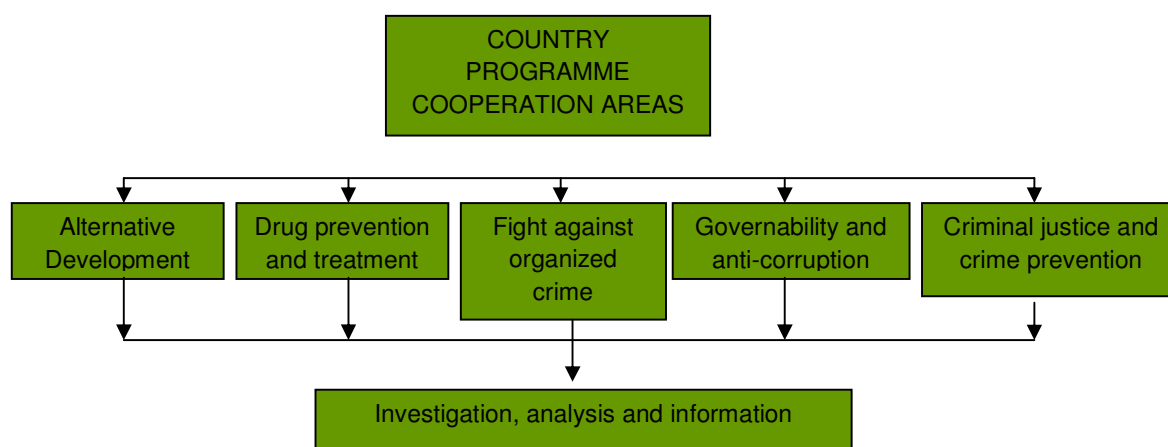 COUNTRY
PROGRAMME
COOPERATION AREAS
Alternative
Development
Drug prevention
and treatment
Fight against
organized
crime
Governability and
anti-corruption
Criminal justice and
crime prevention
Investigation, analysis and information